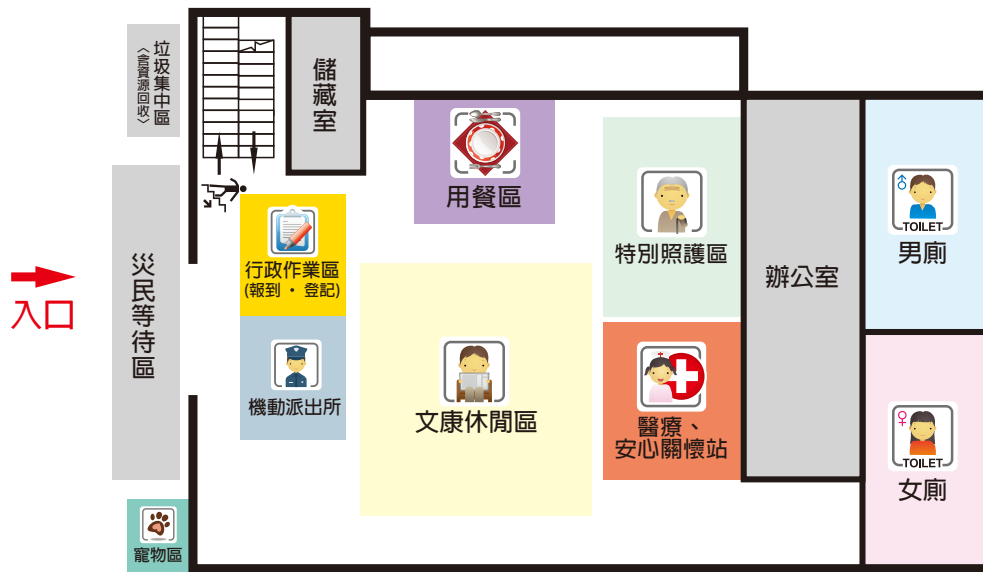 垃圾集中區
〈含資源回收〉
儲藏室
用餐區
特別照護區
辦公室
♂
TOILET
男廁
行政作業區
(報到 · 登記)
入口
災民等待區
機動派出所
文康休閒區
醫療、
安心關懷站
♀
TOILET
女廁
寵物區